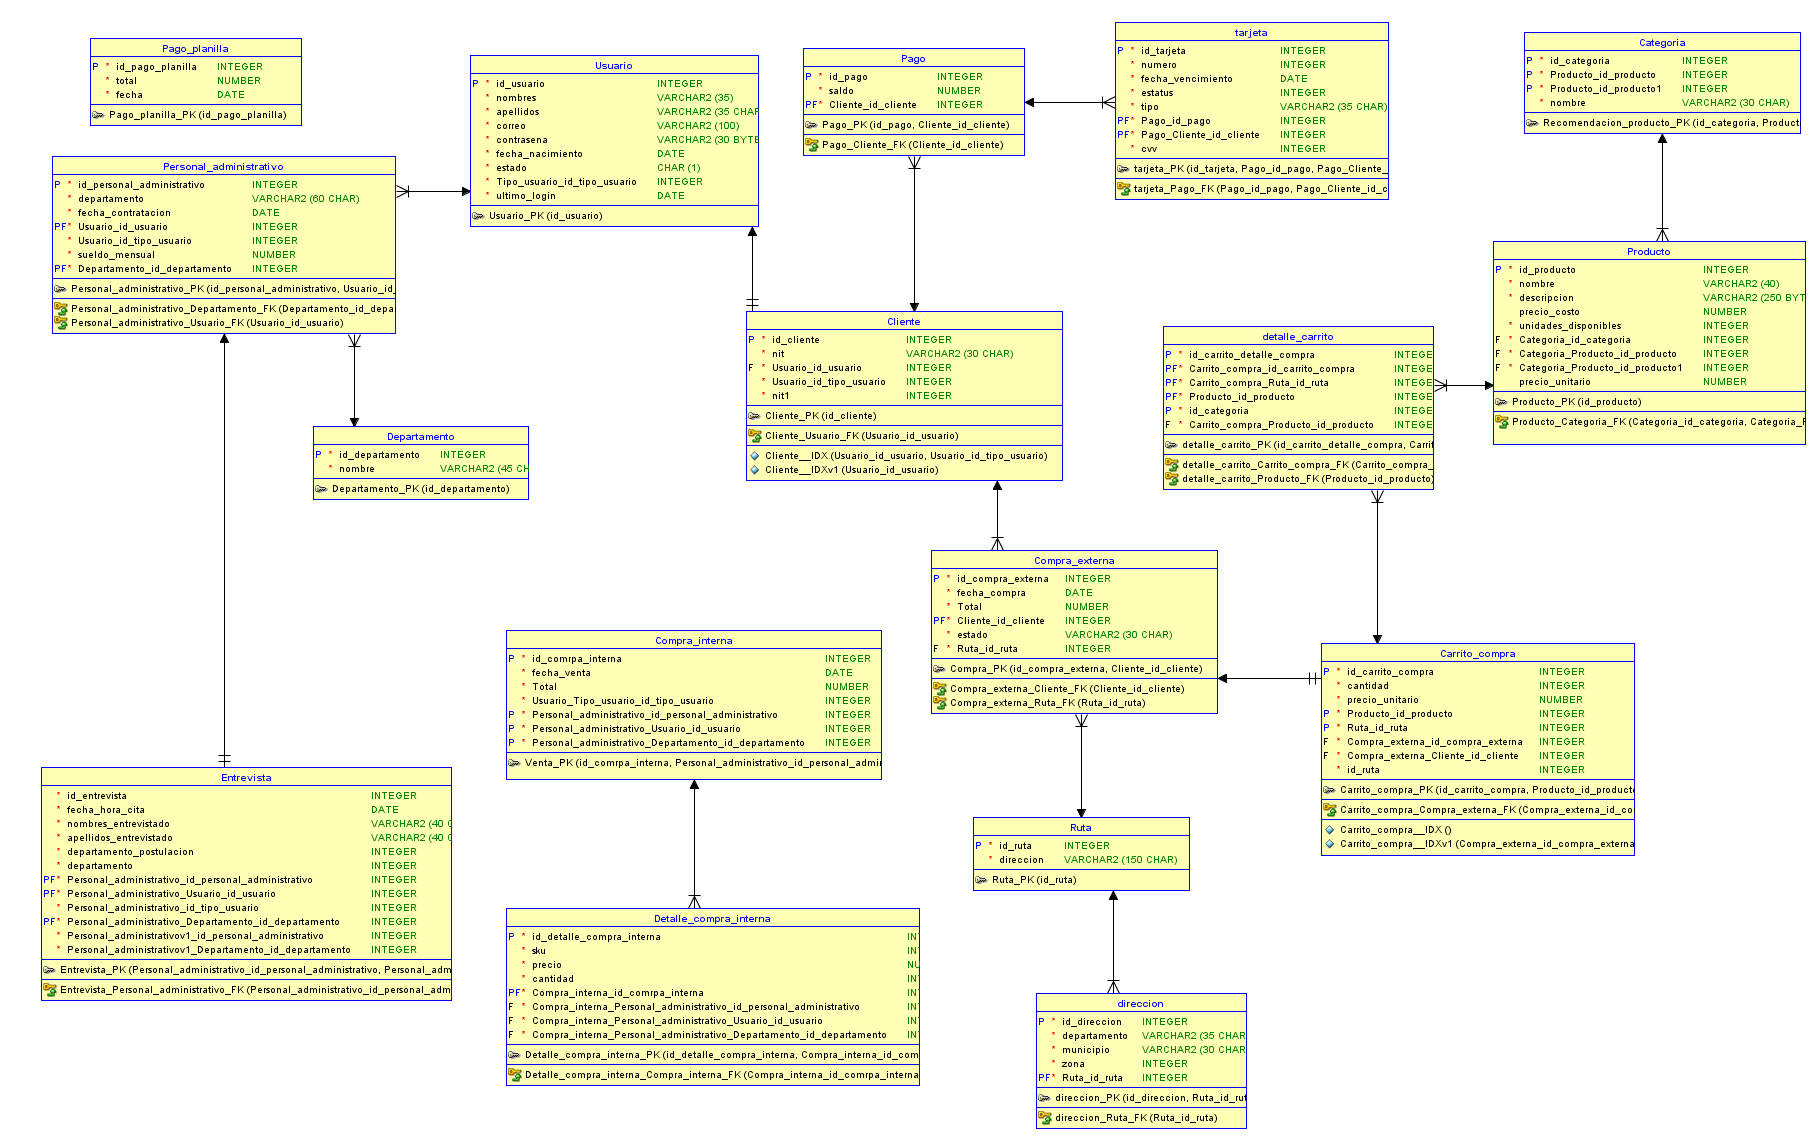 Pago_planilla
P * id_pago_planilla INTEGER
* total NUMBER
* fecha DATE
Pago_planilla_PK (id_pago_planilla)
Usuario
P * id_usuario INTEGER
* nombres VARCHAR2 (35)
* apellidos VARCHAR2 (35 CHAR
* correo VARCHAR2 (100)
* contrasena VARCHAR2 (30 BYTE
* fecha_nacimiento DATE
* estado CHAR (1)
* Tipo_usuario_id_tipo_usuario INTEGER
* ultimo_login DATE
Usuario_PK (id_usuario)
Pago
P * id_pago INTEGER
* saldo NUMBER
PF* Cliente_id_cliente INTEGER
Pago_PK (id_pago, Cliente_id_cliente)
Pago_Cliente_FK (Cliente_id_cliente)
tarjeta
P * id_tarjeta INTEGER
* numero INTEGER
* fecha_vencimiento DATE
* estatus INTEGER
* tipo VARCHAR2 (35 CHAR)
PF* Pago_id_pago INTEGER
PF* Pago_Cliente_id_cliente INTEGER
* cvv INTEGER
tarjeta_PK (id_tarjeta, Pago_id_pago, Pago_Cliente_
tarjeta_Pago_FK (Pago_id_pago, Pago_Cliente_id_c
Categoria
P * id_categoria INTEGER
P * Producto_id_producto INTEGER
P * Producto_id_producto1 INTEGER
* nombre VARCHAR2 (30 CHAR)
Recomendacion_producto_PK (id_categoria, Product
Personal_administrativo
P * id_personal_administrativo INTEGER
* departamento VARCHAR2 (60 CHAR)
* fecha_contratacion DATE
PF* Usuario_id_usuario INTEGER
* Usuario_id_tipo_usuario INTEGER
* sueldo_mensual NUMBER
PF* Departamento_id_departamento INTEGER
Personal_administrativo_PK (id_personal_administrativo, Usuario_id_
Personal_administrativo_Departamento_FK (Departamento_id_depa
Personal_administrativo_Usuario_FK (Usuario_id_usuario)
Producto
P * id_producto INTEGER
* nombre VARCHAR2 (40)
* descripcion VARCHAR2 (250 BYT
precio_costo NUMBER
* unidades_disponibles INTEGER
F * Categoria_id_categoria INTEGER
F * Categoria_Producto_id_producto INTEGER
F * Categoria_Producto_id_producto1 INTEGER
precio_unitario NUMBER
Producto_PK (id_producto)
Producto_Categoria_FK (Categoria_id_categoria, Categoria_F
Cliente
P * id_cliente INTEGER
* nit VARCHAR2 (30 CHAR)
F * Usuario_id_usuario INTEGER
* Usuario_id_tipo_usuario INTEGER
* nit1 INTEGER
Cliente_PK (id_cliente)
Cliente_Usuario_FK (Usuario_id_usuario)
Cliente__IDX (Usuario_id_usuario, Usuario_id_tipo_usuario)
Cliente__IDXv1 (Usuario_id_usuario)
detalle_carrito
P * id_carrito_detalle_compra INTEGE
PF* Carrito_compra_id_carrito_compra INTEGE
PF* Carrito_compra_Ruta_id_ruta INTEGE
PF* Producto_id_producto INTEGE
P * id_categoria INTEGE
F * Carrito_compra_Producto_id_producto INTEGE
detalle_carrito_PK (id_carrito_detalle_compra, Carrit
detalle_carrito_Carrito_compra_FK (Carrito_compra_
detalle_carrito_Producto_FK (Producto_id_producto)
Departamento
P * id_departamento INTEGER
* nombre VARCHAR2 (45 CH
Departamento_PK (id_departamento)
Compra_externa
P * id_compra_externa INTEGER
* fecha_compra DATE
* Total NUMBER
PF* Cliente_id_cliente INTEGER
* estado VARCHAR2 (30 CHAR)
F * Ruta_id_ruta INTEGER
Compra_PK (id_compra_externa, Cliente_id_cliente)
Compra_externa_Cliente_FK (Cliente_id_cliente)
Compra_externa_Ruta_FK (Ruta_id_ruta)
Compra_interna
P * id_comrpa_interna INTEGER
* fecha_venta DATE
* Total NUMBER
* Usuario_Tipo_usuario_id_tipo_usuario INTEGER
P * Personal_administrativo_id_personal_administrativo INTEGER
P * Personal_administrativo_Usuario_id_usuario INTEGER
P * Personal_administrativo_Departamento_id_departamento INTEGER
Venta_PK (id_comrpa_interna, Personal_administrativo_id_personal_admi
Carrito_compra
P * id_carrito_compra INTEGER
* cantidad INTEGER
* precio_unitario NUMBER
P * Producto_id_producto INTEGER
P * Ruta_id_ruta INTEGER
F * Compra_externa_id_compra_externa INTEGER
F * Compra_externa_Cliente_id_cliente INTEGER
* id_ruta INTEGER
Carrito_compra_PK (id_carrito_compra, Producto_id_product
Carrito_compra_Compra_externa_FK (Compra_externa_id_co
Carrito_compra__IDX ()
Carrito_compra__IDXv1 (Compra_externa_id_compra_externa
Entrevista
* id_entrevista INTEGER
* fecha_hora_cita DATE
* nombres_entrevistado VARCHAR2 (40 C
* apellidos_entrevistado VARCHAR2 (40 C
* departamento_postulacion INTEGER
* departamento INTEGER
PF* Personal_administrativo_id_personal_administrativo INTEGER
PF* Personal_administrativo_Usuario_id_usuario INTEGER
* Personal_administrativo_id_tipo_usuario INTEGER
PF* Personal_administrativo_Departamento_id_departamento INTEGER
* Personal_administrativov1_id_personal_administrativo INTEGER
* Personal_administrativov1_Departamento_id_departamento INTEGER
Entrevista_PK (Personal_administrativo_id_personal_administrativo, Personal_adm
Entrevista_Personal_administrativo_FK (Personal_administrativo_id_personal_adm
Ruta
P * id_ruta INTEGER
* direccion VARCHAR2 (150 CHAR)
Ruta_PK (id_ruta)
Detalle_compra_interna
P * id_detalle_compra_interna INT
* sku INT
* precio NU
* cantidad INT
PF* Compra_interna_id_comrpa_interna INT
F * Compra_interna_Personal_administrativo_id_personal_administrativo INT
F * Compra_interna_Personal_administrativo_Usuario_id_usuario INT
F * Compra_interna_Personal_administrativo_Departamento_id_departamento INT
Detalle_compra_interna_PK (id_detalle_compra_interna, Compra_interna_id_com
Detalle_compra_interna_Compra_interna_FK (Compra_interna_id_comrpa_interna
direccion
P * id_direccion INTEGER
* departamento VARCHAR2 (35 CHAR
* municipio VARCHAR2 (30 CHAR
* zona INTEGER
PF* Ruta_id_ruta INTEGER
direccion_PK (id_direccion, Ruta_id_rut
direccion_Ruta_FK (Ruta_id_ruta)